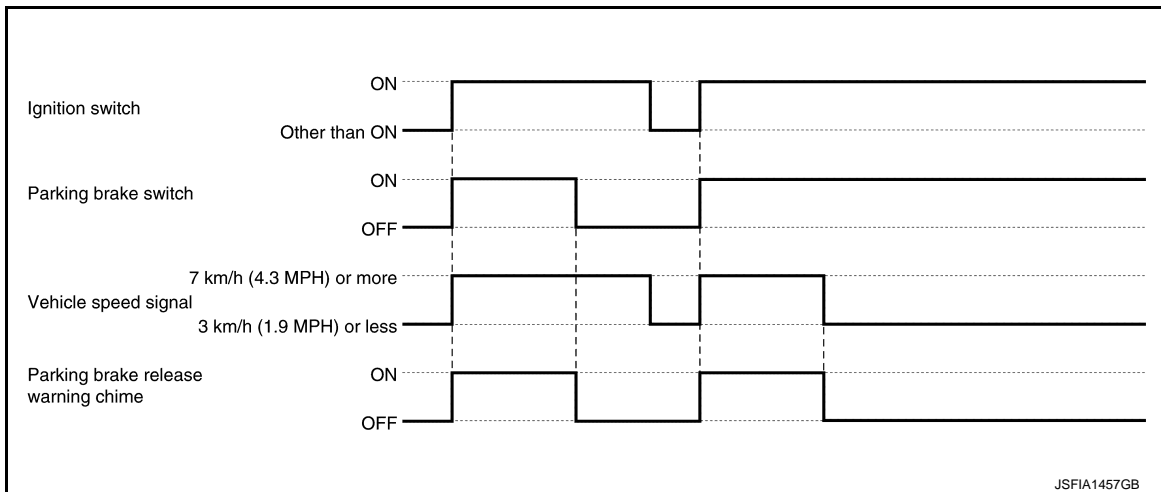 ON
Ignition switch
Other than ON
ON
Parking brake switch
OFF
7 km/h (4.3 MPH) or more
Vehicle speed signal
3 km/h (1.9 MPH) or less
Parking brake release
warning chime
ON
OFF
JSFIA1457GB